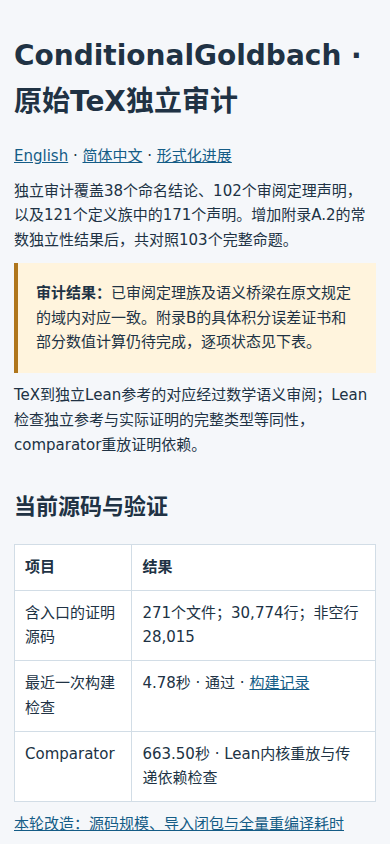 ConditionalGoldbach ·
原始TeX独立审计
English · 简体中文 · 形式化进展
独立审计覆盖38个命名结论、102个审阅定理声明，
以及121个定义族中的171个声明。增加附录A.2的常
数独立性结果后，共对照103个完整命题。
审计结果：已审阅定理族及语义桥梁在原文规定
的域内对应一致。附录B的具体积分误差证书和
部分数值计算仍待完成，逐项状态见下表。
TeX到独立Lean参考的对应经过数学语义审阅；Lean
检查独立参考与实际证明的完整类型等同性，
comparator重放证明依赖。
当前源码与验证
项目 结果
含入口的证明 271个文件；30,774行；非空行
源码 28,015
最近一次构建 4.78秒 · 通过 · 构建记录
检查
Comparator 663.50秒 · Lean内核重放与传
递依赖检查
本轮改造：源码规模、导入闭包与全量重编译耗时